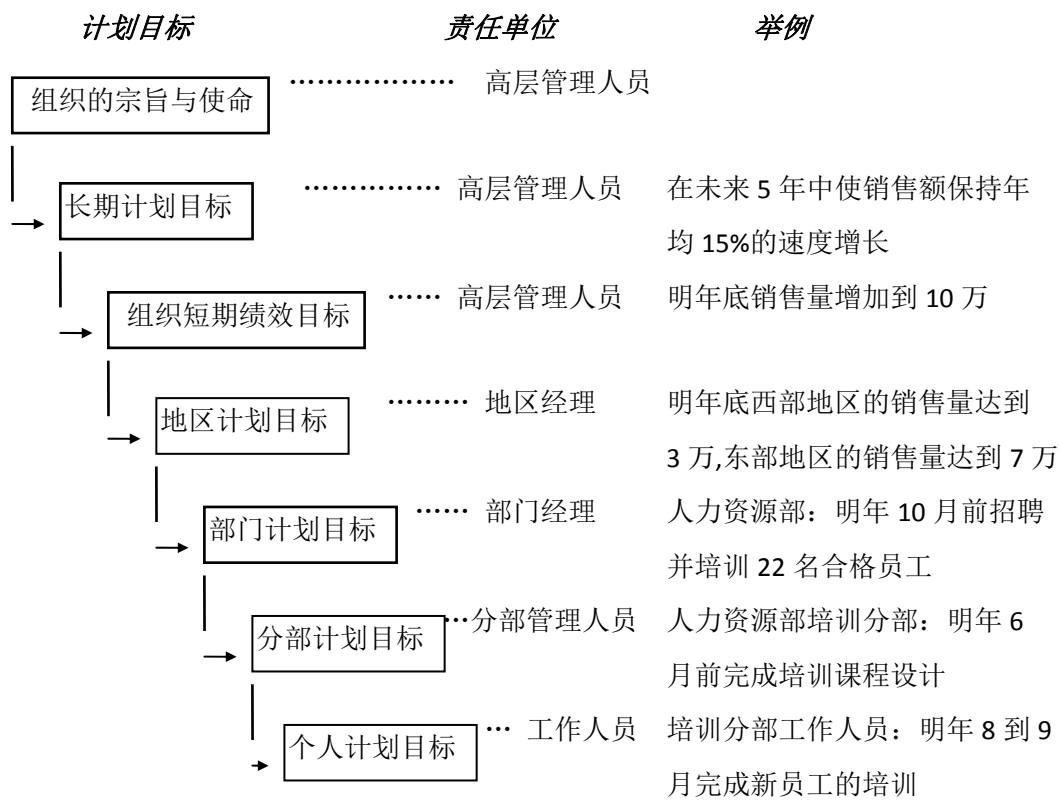 计划目标 责任单位 举例
组织的宗旨与使命 ……………… 高层管理人员
长期计划目标 …………… 高层管理人员 在未来 5 年中使销售额保持年
均 15%的速度增长
组织短期绩效目标 …… 高层管理人员 明年底销售量增加到 10 万
地区计划目标 ……… 地区经理 明年底西部地区的销售量达到
3 万,东部地区的销售量达到 7 万
部门计划目标 …… 部门经理 人力资源部：明年 10 月前招聘
并培训 22 名合格员工
分部计划目标 …分部管理人员 人力资源部培训分部：明年 6
月前完成培训课程设计
个人计划目标 … 工作人员 培训分部工作人员：明年 8 到 9
月完成新员工的培训